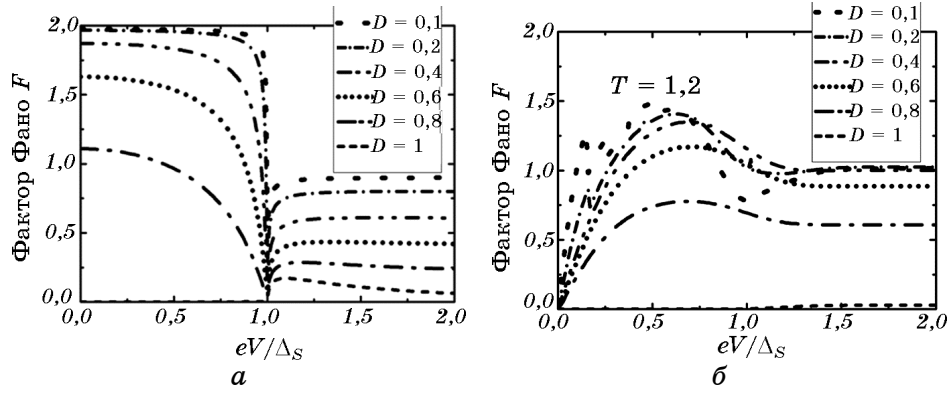 Фактор Фано F
2,0
1,5
1,0
0,5
0,0
0,0 0,5 1,0 1,5 2,0
eV/Δ_S
а
D = 0,1
D = 0,2
D = 0,4
D = 0,6
D = 0,8
D = 1
Фактор Фано F
2,0
1,5
1,0
0,5
0,0
0,0 0,5 1,0 1,5 2,0
eV/Δ_S
б
T = 1,2
D = 0,1
D = 0,2
D = 0,4
D = 0,6
D = 0,8
D = 1